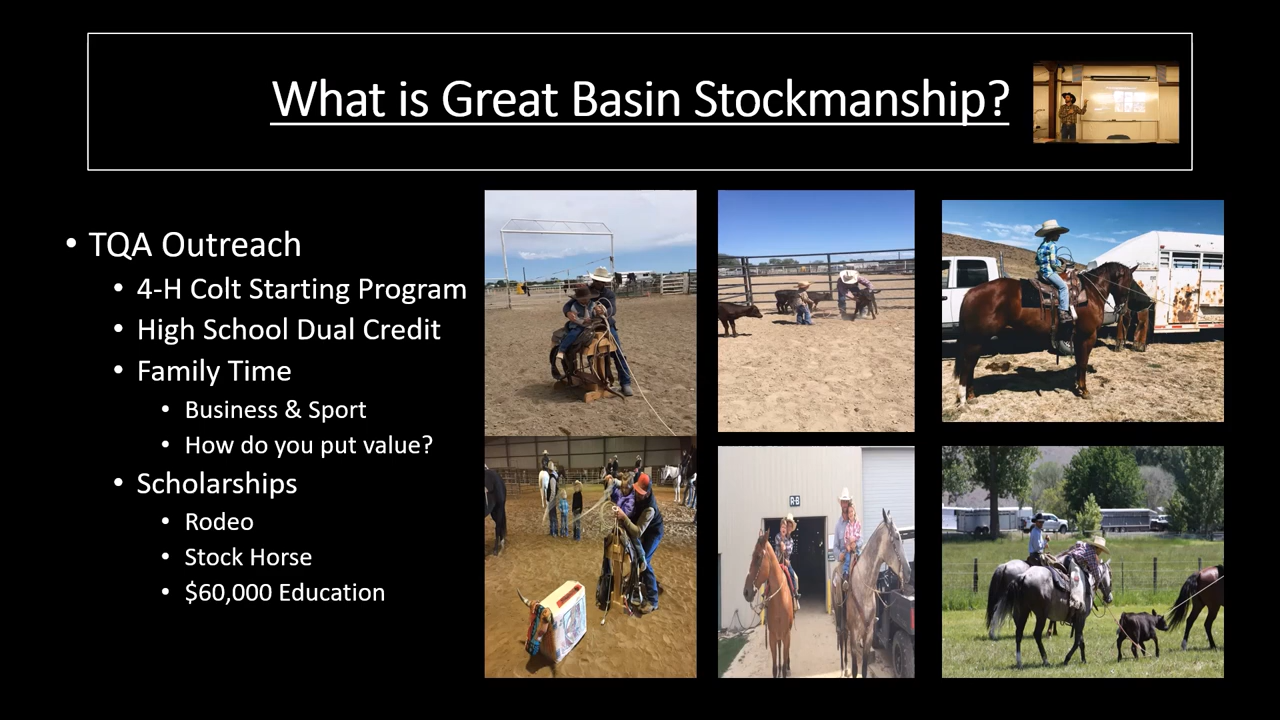 What is Great Basin Stockmanship?
• TQA Outreach
• 4-H Colt Starting Program
• High School Dual Credit
• Family Time
• Business & Sport
• How do you put value?
• Scholarships
• Rodeo
• Stock Horse
• $60,000 Education
R-B